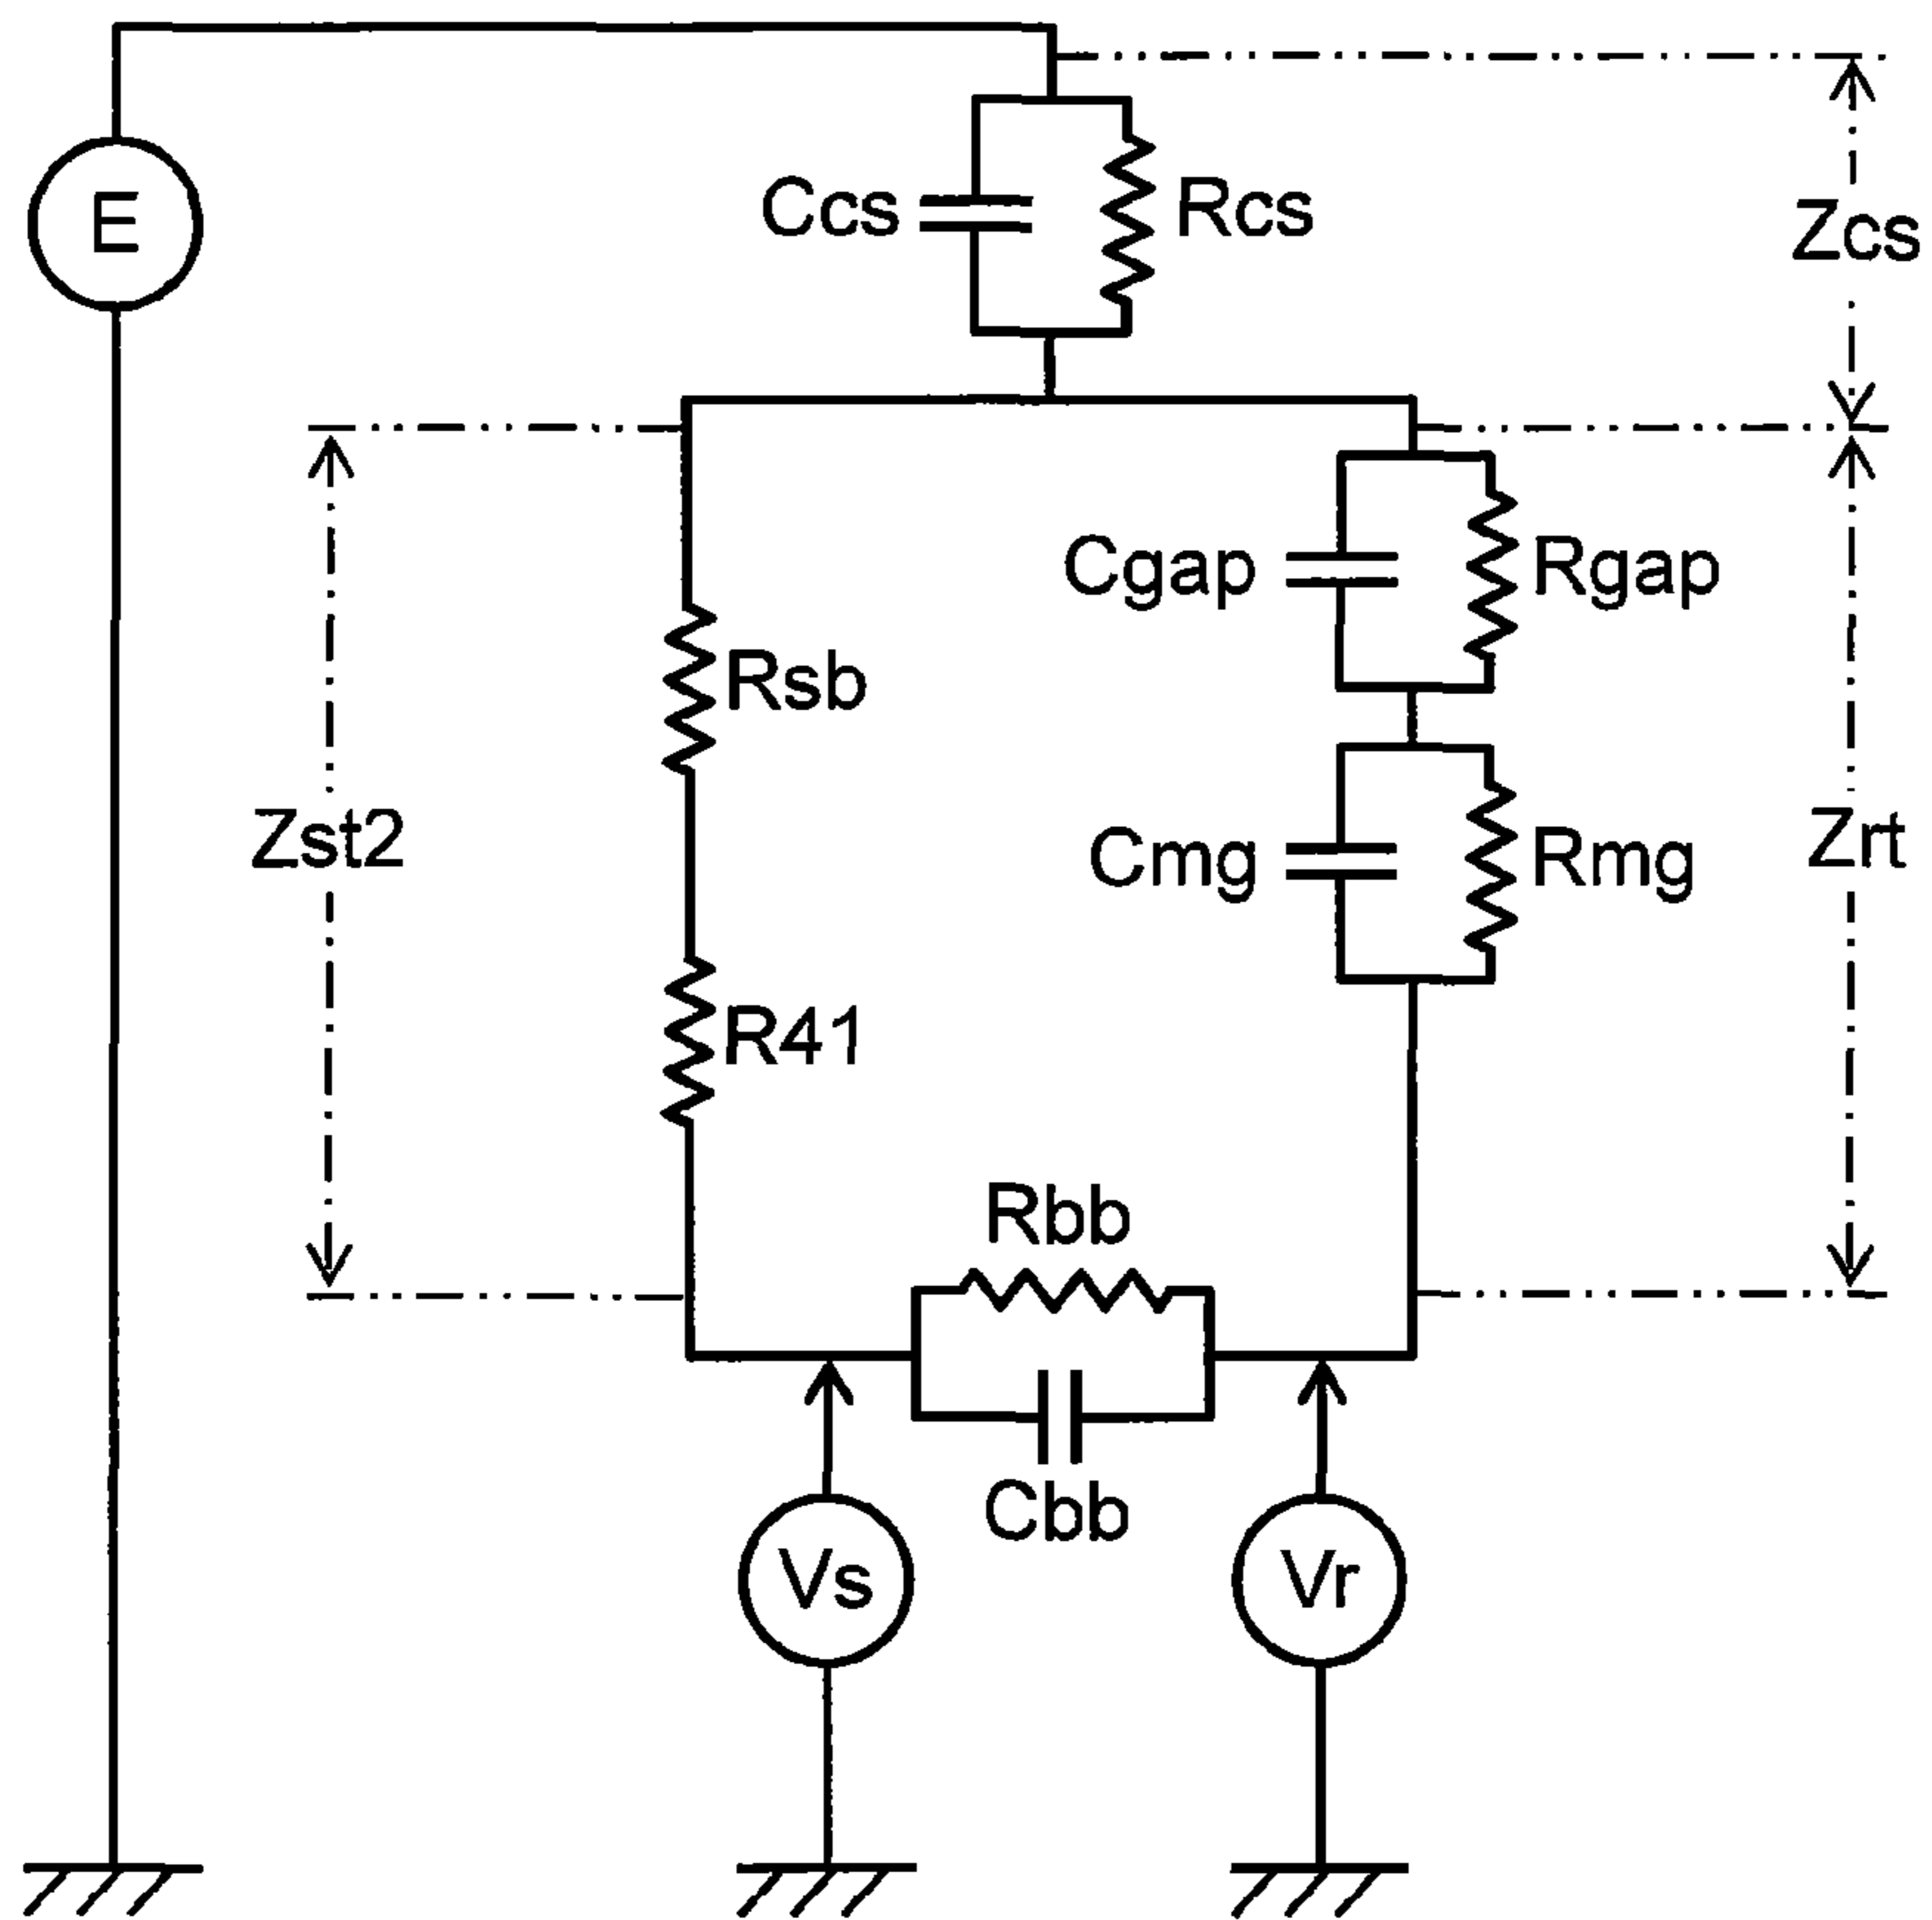 E
Ccs
Rcs
Zcs
Cgap
Rgap
Rsb
Zst2
Cmg
Rmg
Zrt
R41
Rbb
Cbb
Vs
Vr